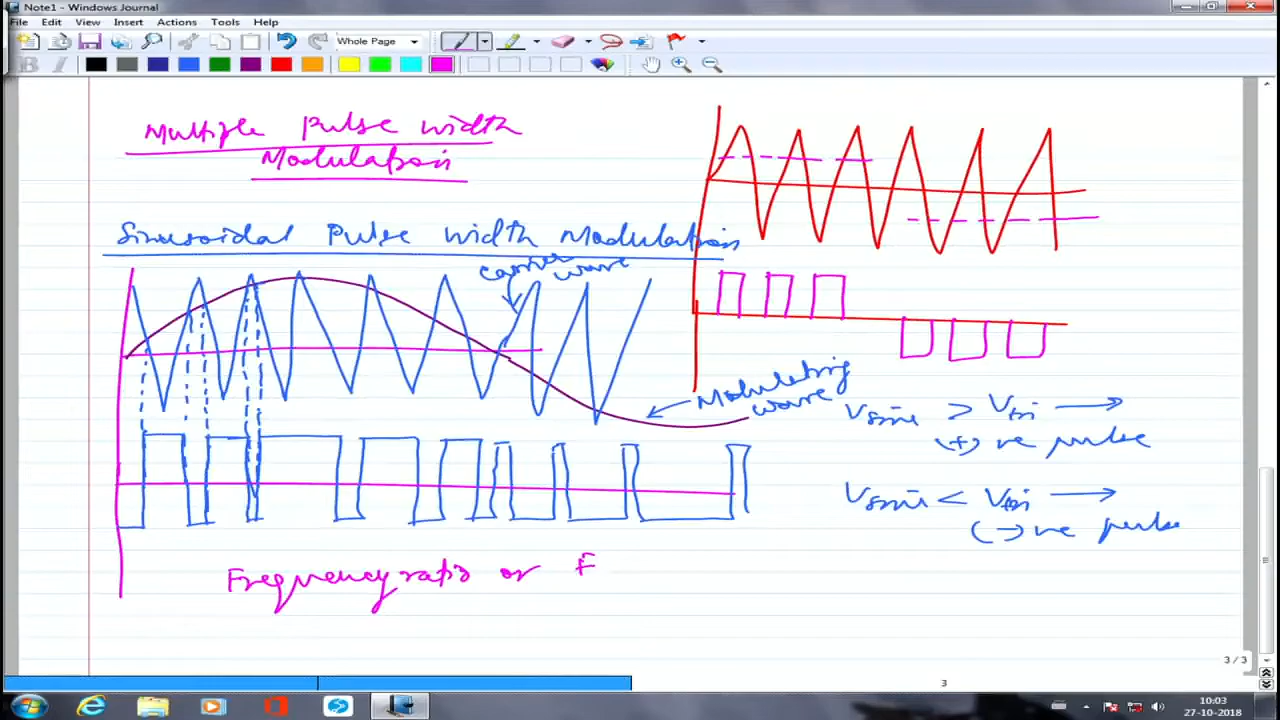 Note1 - Windows Journal
File Edit View Insert Actions Tools Help
Whole Page
B I
Multiple Pulse width
Modulation
Sinusoidal Pulse width Modulation
Carrier
wave
Modulating
wave
Vsine > Vtri
(+) ve pulse
Vsine < Vtri
(-) ve pulse
Frequency ratio or F
3 / 3
3
10:03
27-10-2018